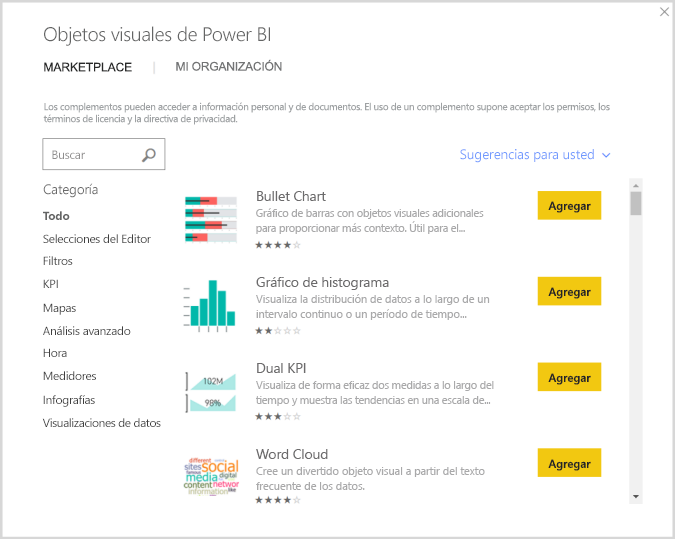 Objetos visuales de Power BI
MARKETPLACE | MI ORGANIZACIÓN
Los complementos pueden acceder a información personal y de documentos. El uso de un complemento supone aceptar los permisos, los
términos de licencia y la directiva de privacidad.
Buscar
Sugerencias para usted
Categoría
Todo
Selecciones del Editor
Filtros
KPI
Mapas
Análisis avanzado
Hora
Medidores
Infografías
Visualizaciones de datos
Bullet Chart
Gráfico de barras con objetos visuales adicionales
para proporcionar más contexto. Útil para el...
Agregar
Gráfico de histograma
Visualiza la distribución de datos a lo largo de un
intervalo continuo o un período de tiempo...
Agregar
102M
98%
Dual KPI
Visualiza de forma eficaz dos medidas a lo largo del
tiempo y muestra las tendencias en una escala de...
Agregar
different
sites social
media digital
content networ
information
Word Cloud
Cree un divertido objeto visual a partir del texto
frecuente de los datos.
Agregar